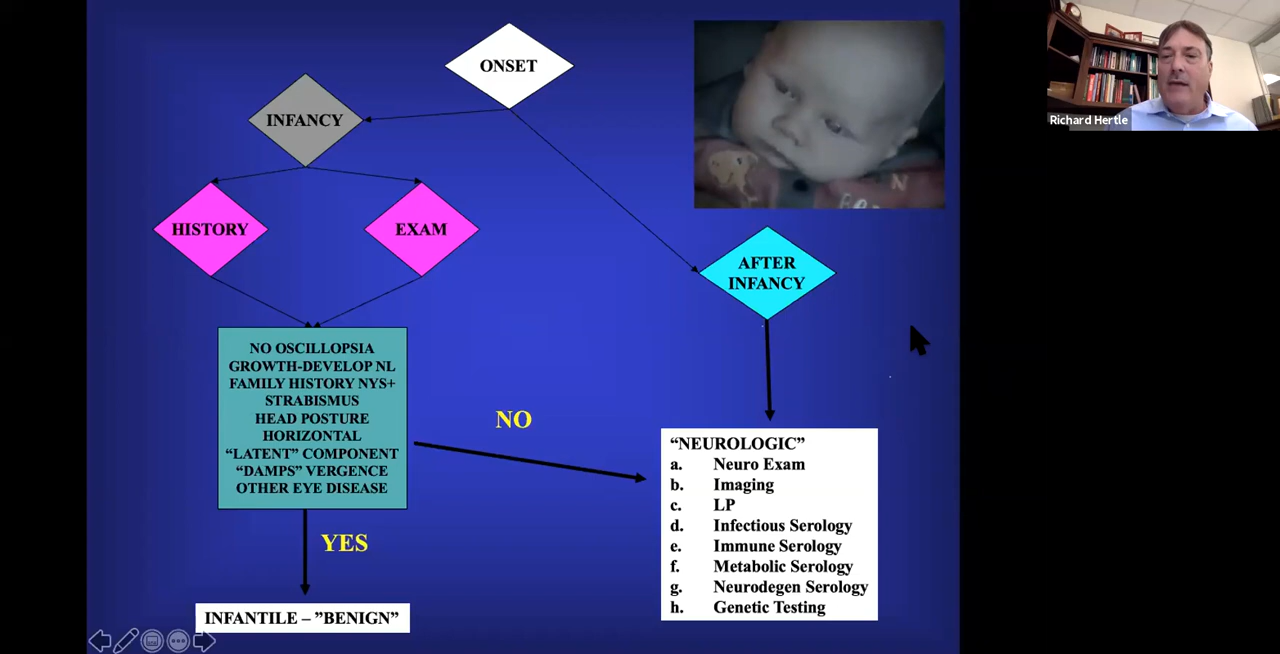 ONSET
INFANCY
HISTORY
EXAM
AFTER
INFANCY
NO OSCILLOPSIA
GROWTH-DEVELOP NL
FAMILY HISTORY NYS+
STRABISMUS
HEAD POSTURE
HORIZONTAL
“LATENT” COMPONENT
“DAMPS” VERGENCE
OTHER EYE DISEASE
NO
YES
INFANTILE – ”BENIGN”
“NEUROLOGIC”
a. Neuro Exam
b. Imaging
c. LP
d. Infectious Serology
e. Immune Serology
f. Metabolic Serology
g. Neurodegen Serology
h. Genetic Testing
Richard Hertle